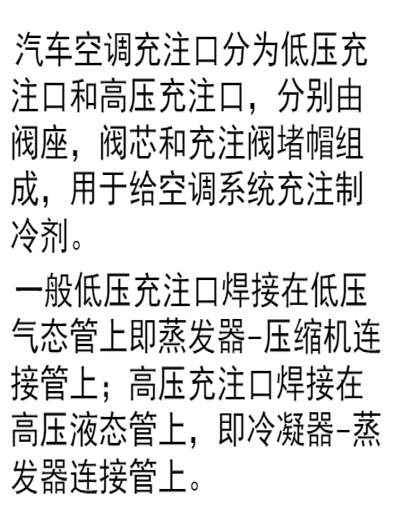 汽车空调充注口分为低压充
注口和高压充注口，分别由
阀座，阀芯和充注阀堵帽组
成，用于给空调系统充注制
冷剂。
一般低压充注口焊接在低压
气态管上即蒸发器-压缩机连
接管上；高压充注口焊接在
高压液态管上，即冷凝器-蒸
发器连接管上。